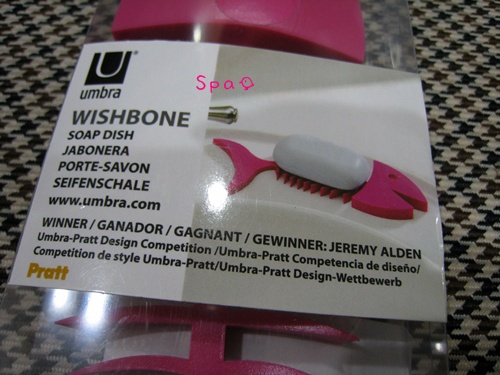 umbra
Spa
WISHBONE
SOAP DISH
JABONERA
PORTE-SAVON
SEIFENSCHALE
www.umbra.com
WINNER / GANADOR / GAGNANT / GEWINNER: JEREMY ALDEN
Umbra-Pratt Design Competition /Umbra-Pratt Competencia de diseño/
Competition de style Umbra-Pratt/Umbra-Pratt Design-Wettbewerb
Pratt